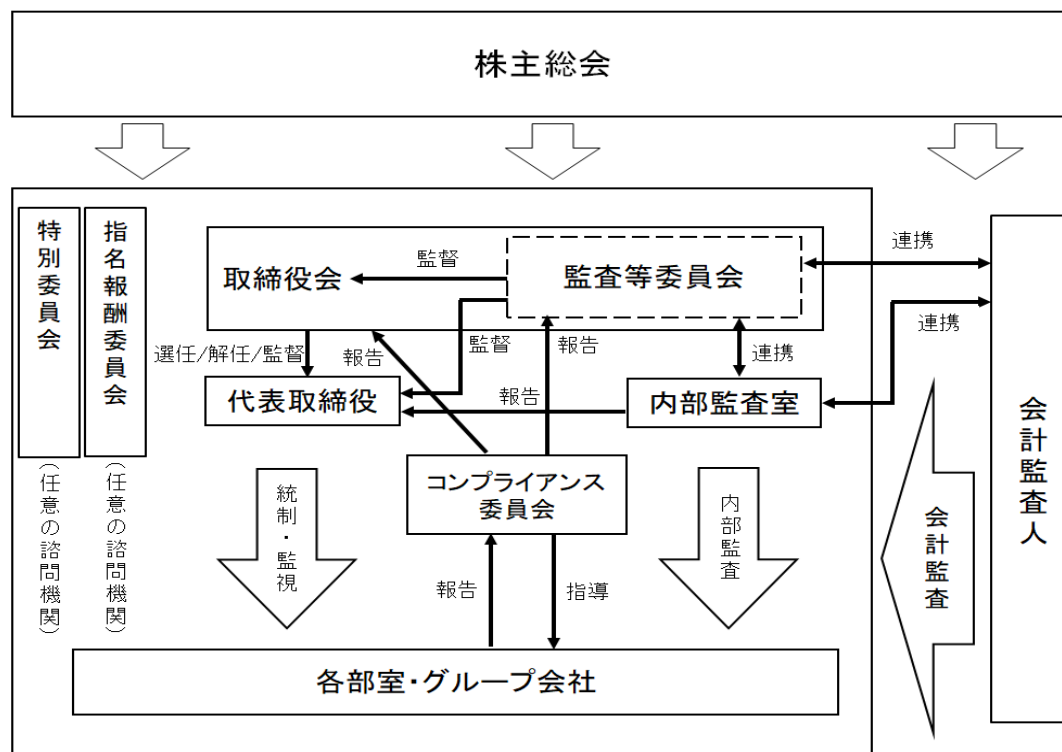 株主総会
特別委員会
(任意の諮問機関)
指名報酬委員会
(任意の諮問機関)
取締役会
監督
監査等委員会
連携
連携
選任/解任/監督
報告
監督
報告
連携
代表取締役
報告
内部監査室
コンプライアンス
委員会
統制・監視
内部監査
報告
指導
会計監査
会計監査人
各部室・グループ会社